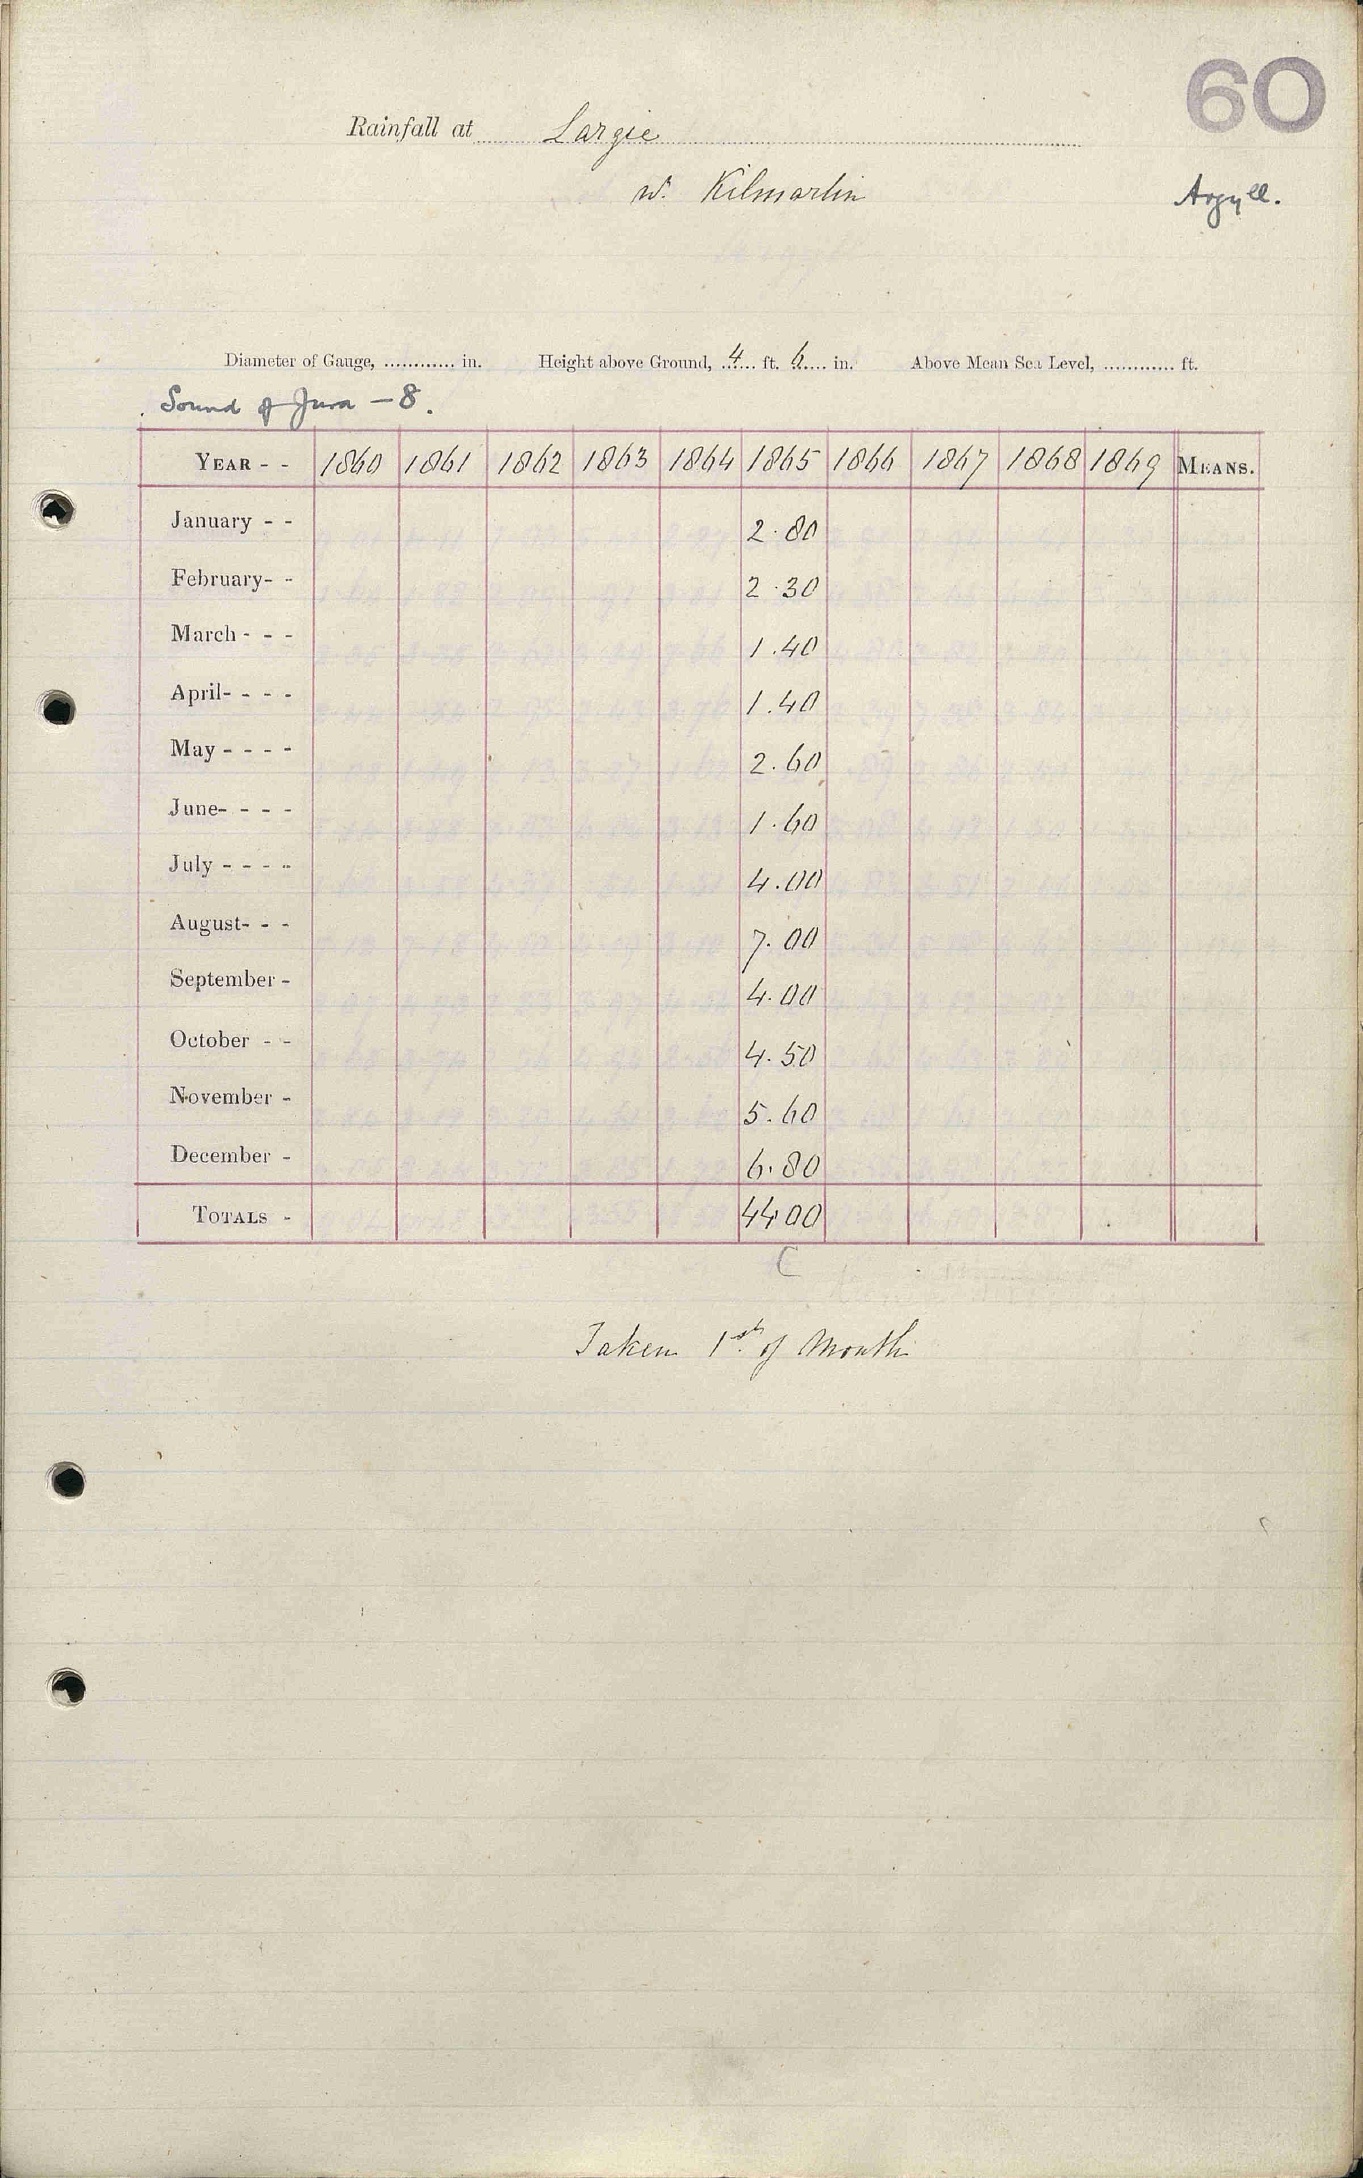 60
Rainfall at Largie
nr. Kilmartin
Argyll.
Diameter of Gauge, ............ in. Height above Ground, 4 ft. 6 in. Above Mean Sea Level, ............ ft.
Sound of Jura - 8.
YEAR - - 1860 1861 1862 1863 1864 1865 1866 1867 1868 1869 MEANS.
January - - 2.80
February- - 2.30
March - - - 1.40
April- - - - 1.40
May - - - - 2.60
June- - - - 1.60
July - - - - 4.00
August- - - 7.00
September - 4.00
October - - 4.50
November - 5.60
December - 6.80
TOTALS - 44.00
C
Taken 1st of Month